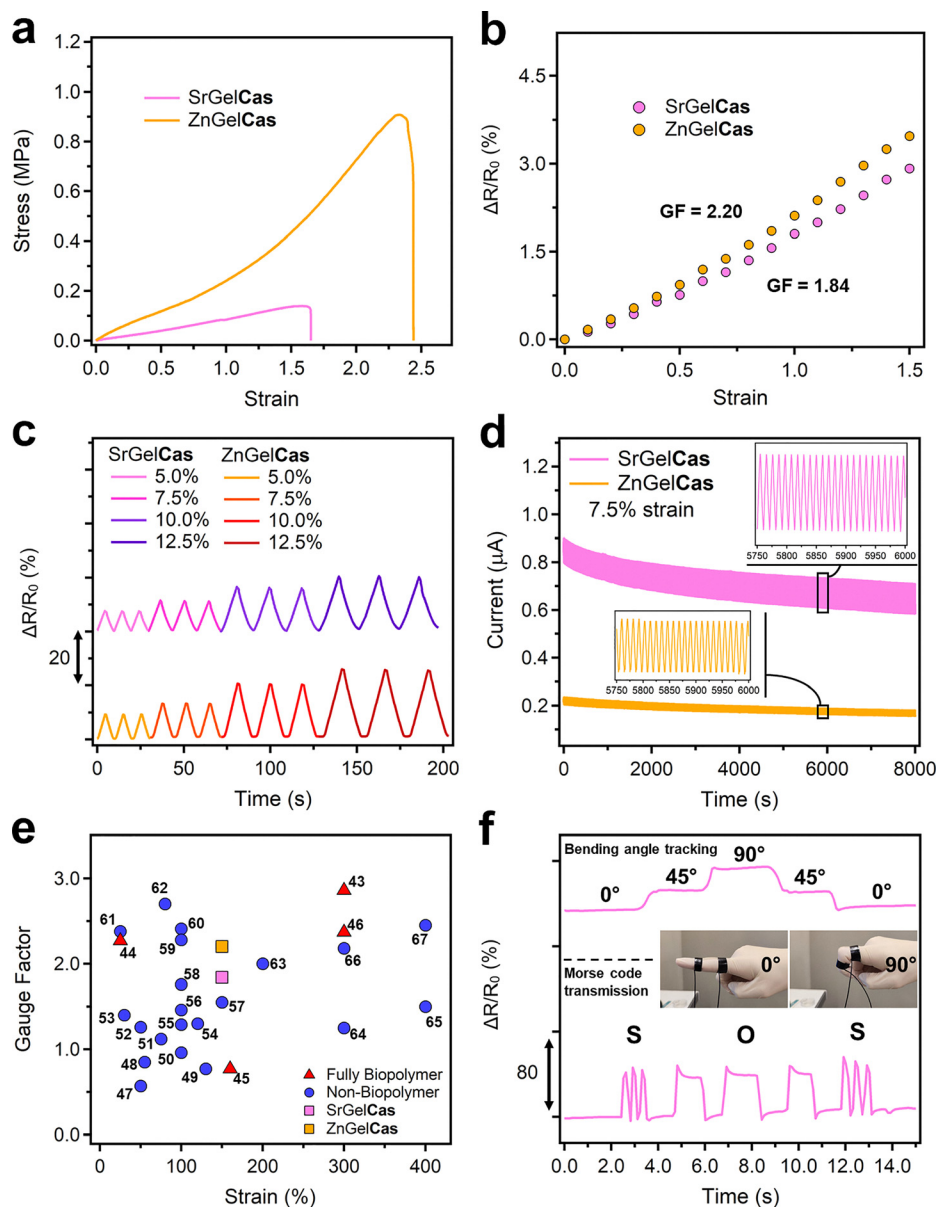 a
1.2
1.0
0.8
0.6
0.4
0.2
0.0
Stress (MPa)
SrGelCas
ZnGelCas
0.0 0.5 1.0 1.5 2.0 2.5
Strain
b
4.5
3.0
1.5
0.0
ΔR/R₀ (%)
SrGelCas
ZnGelCas
GF = 2.20
GF = 1.84
0.0 0.5 1.0 1.5
Strain
c
SrGelCas ZnGelCas
5.0% 5.0%
7.5% 7.5%
10.0% 10.0%
12.5% 12.5%
ΔR/R₀ (%)
20
0 50 100 150 200
Time (s)
d
1.2
1.0
0.8
0.6
0.4
0.2
Current (μA)
SrGelCas
ZnGelCas
7.5% strain
5750 5800 5850 5900 5950 6000
5750 5800 5850 5900 5950 6000
0 2000 4000 6000 8000
Time (s)
e
3.0
2.0
1.0
0.0
Gauge Factor
62
43
61
60
46
67
44
59
66
58
63
53
56
57
65
52
55
54
64
51
50
48
49
45
47
Fully Biopolymer
Non-Biopolymer
SrGelCas
ZnGelCas
0 100 200 300 400
Strain (%)
f
Bending angle tracking
90°
45° 45°
0° 0°
Morse code
transmission
0° 90°
ΔR/R₀ (%)
S O S
80
0.0 2.0 4.0 6.0 8.0 10.0 12.0 14.0
Time (s)